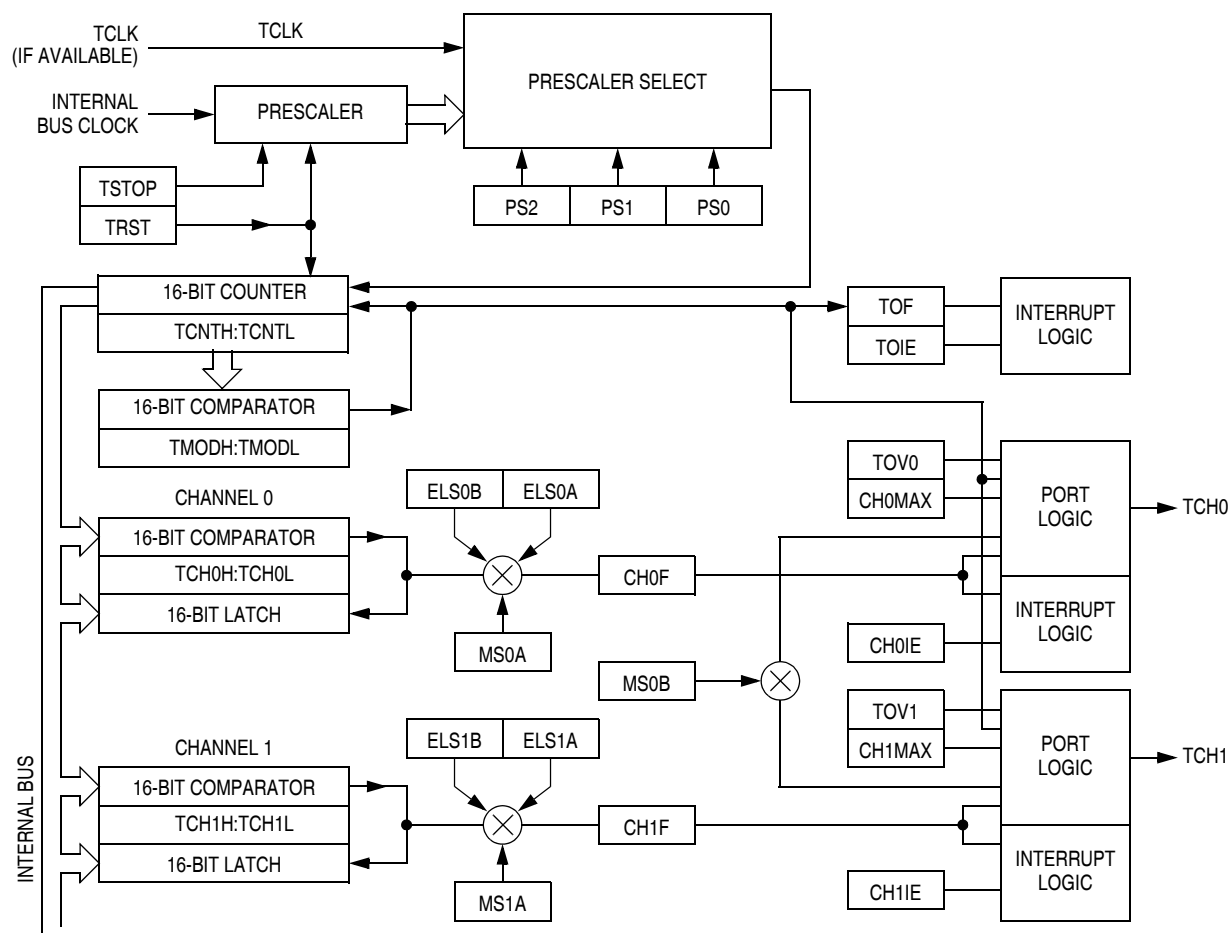 TCLK
(IF AVAILABLE)
TCLK
PRESCALER SELECT
INTERNAL
BUS CLOCK
PRESCALER
TSTOP
TRST
PS2
PS1
PS0
16-BIT COUNTER
TCNTH:TCNTL
TOF
TOIE
INTERRUPT
LOGIC
16-BIT COMPARATOR
TMODH:TMODL
CHANNEL 0
ELS0B
ELS0A
TOV0
CH0MAX
PORT
LOGIC
TCH0
16-BIT COMPARATOR
TCH0H:TCH0L
16-BIT LATCH
CH0F
MS0A
INTERRUPT
LOGIC
CH0IE
MS0B
CHANNEL 1
ELS1B
ELS1A
TOV1
CH1MAX
PORT
LOGIC
TCH1
16-BIT COMPARATOR
TCH1H:TCH1L
16-BIT LATCH
CH1F
MS1A
INTERRUPT
LOGIC
CH1IE
INTERNAL BUS